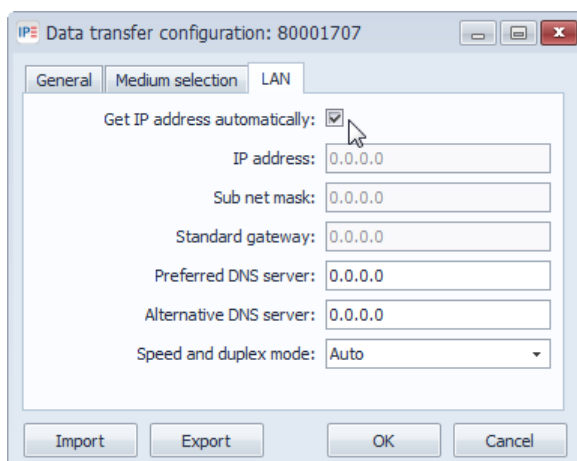 IPE Data transfer configuration: 80001707
General Medium selection LAN
Get IP address automatically:
IP address: 0.0.0.0
Sub net mask: 0.0.0.0
Standard gateway: 0.0.0.0
Preferred DNS server: 0.0.0.0
Alternative DNS server: 0.0.0.0
Speed and duplex mode: Auto
Import Export OK Cancel